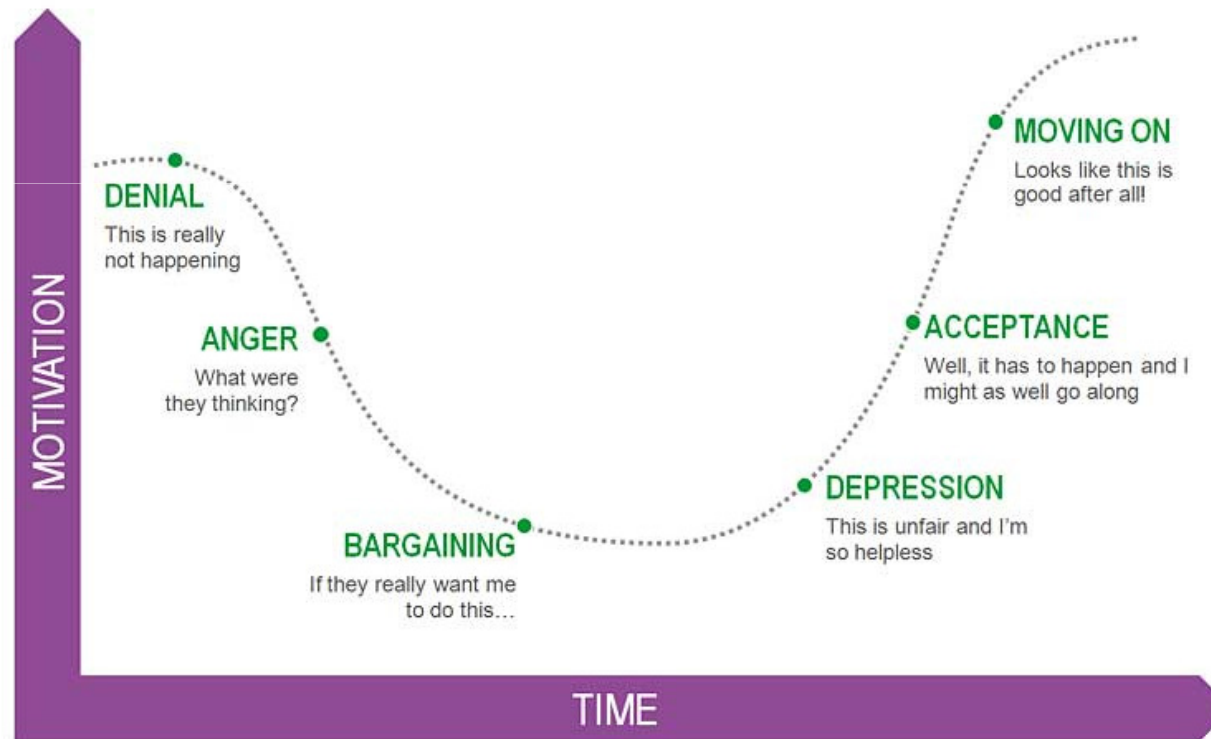 MOTIVATION
DENIAL
This is really
not happening
ANGER
What were
they thinking?
BARGAINING
If they really want me
to do this…
DEPRESSION
This is unfair and I'm
so helpless
ACCEPTANCE
Well, it has to happen and I
might as well go along
MOVING ON
Looks like this is
good after all!
TIME